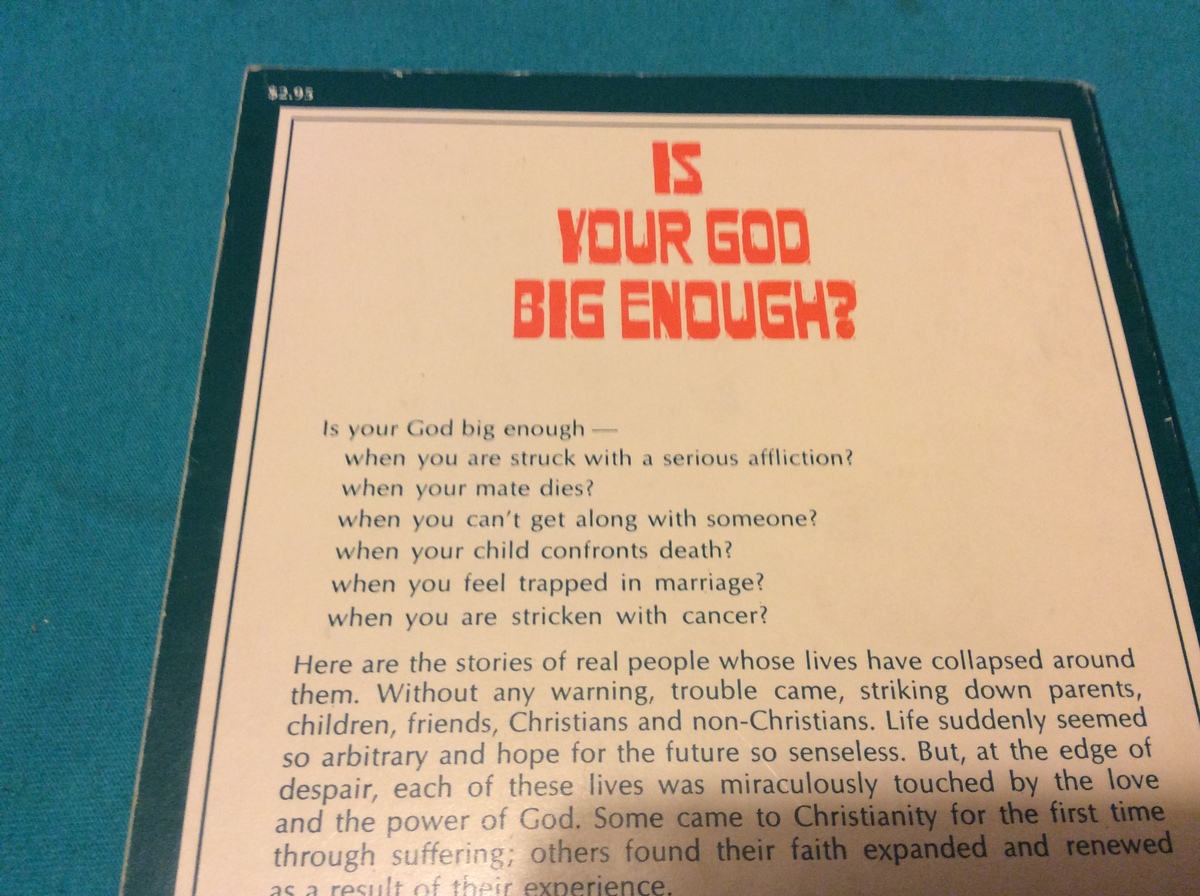 $2.95
IS
YOUR GOD
BIG ENOUGH?
Is your God big enough —
when you are struck with a serious affliction?
when your mate dies?
when you can't get along with someone?
when your child confronts death?
when you feel trapped in marriage?
when you are stricken with cancer?
Here are the stories of real people whose lives have collapsed around
them. Without any warning, trouble came, striking down parents,
children, friends, Christians and non-Christians. Life suddenly seemed
so arbitrary and hope for the future so senseless. But, at the edge of
despair, each of these lives was miraculously touched by the love
and the power of God. Some came to Christianity for the first time
through suffering; others found their faith expanded and renewed
as a result of their experience.